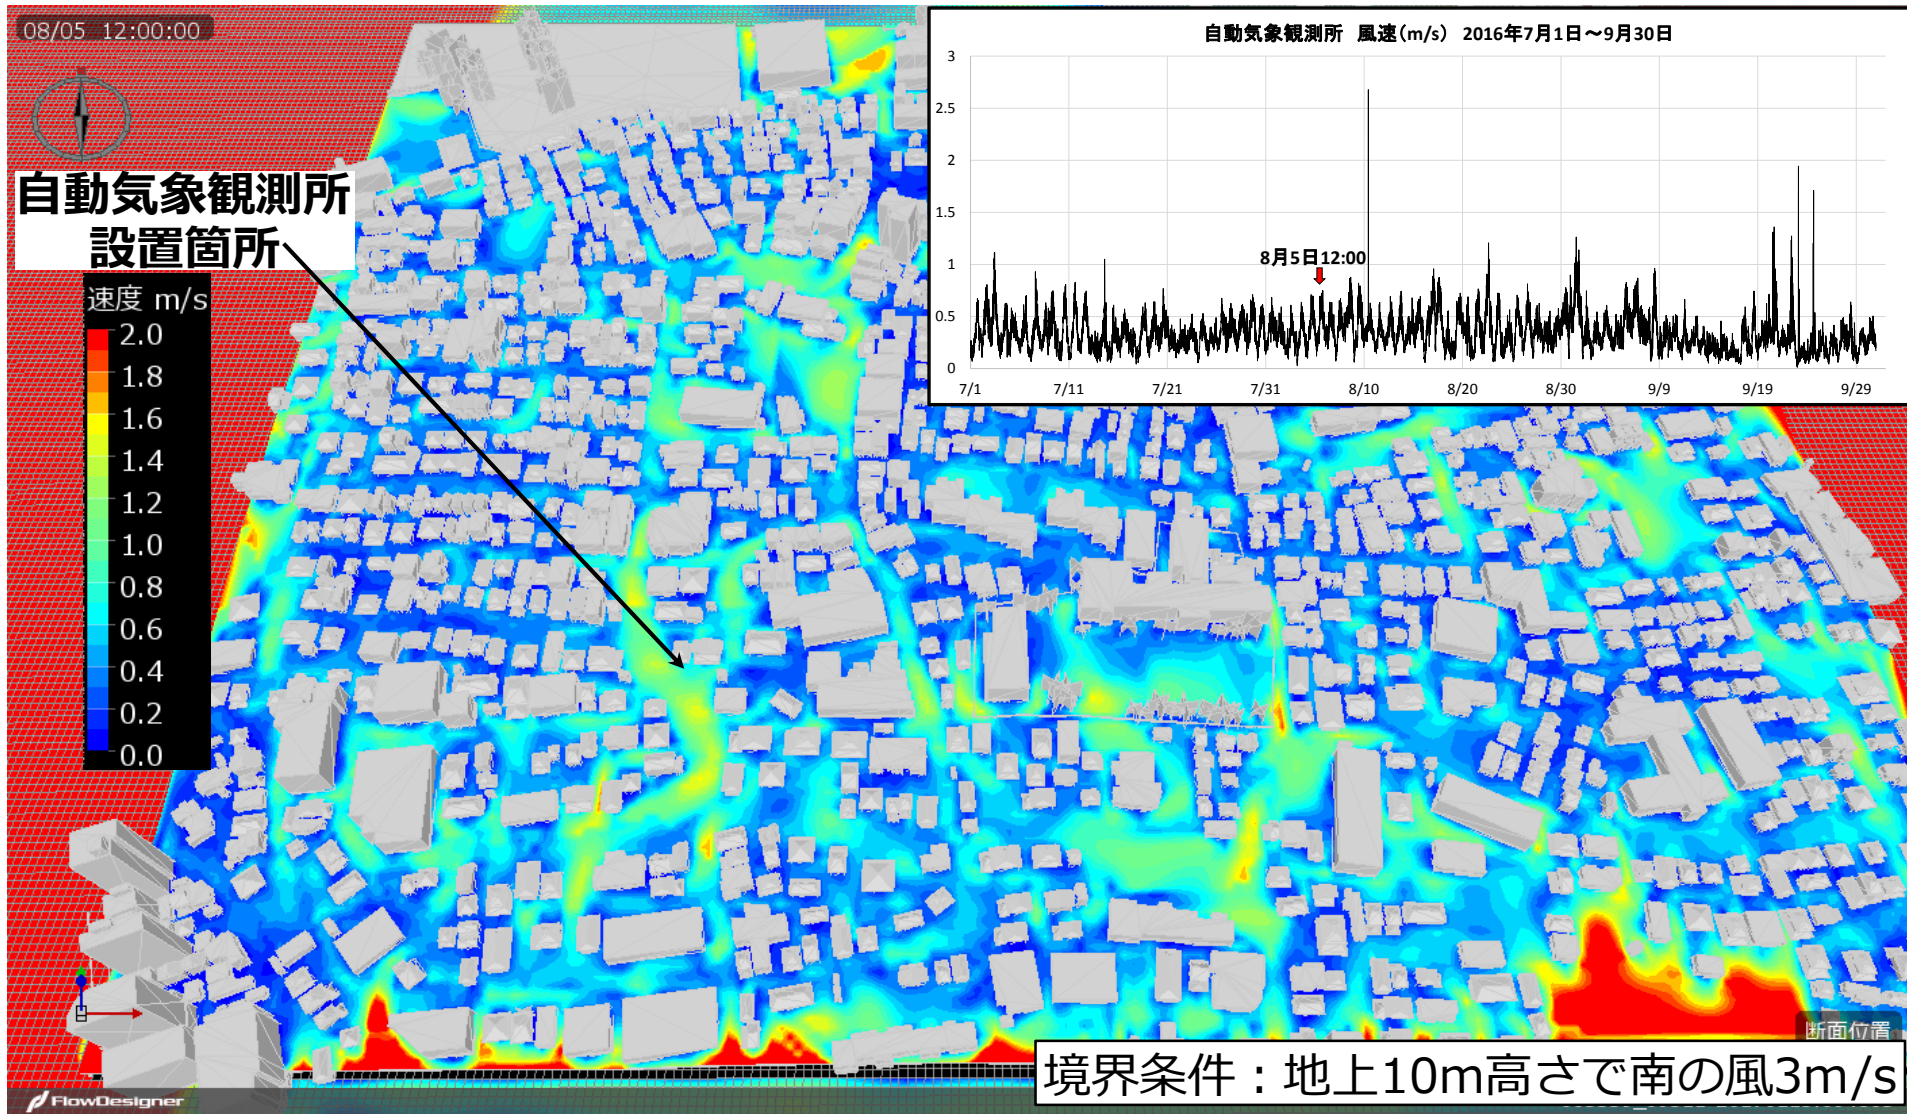 08/05 12:00:00
自動気象観測所
設置箇所
速度 m/s
2.0
1.8
1.6
1.4
1.2
1.0
0.8
0.6
0.4
0.2
0.0
自動気象観測所 風速(m/s) 2016年7月1日～9月30日
3
2.5
2
1.5
1
0.5
0
8月5日12:00
7/1 7/11 7/21 7/31 8/10 8/20 8/30 9/9 9/19 9/29
断面位置
境界条件：地上10m高さで南の風3m/s
FlowDesigner